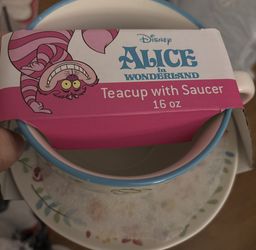 Disney
ALICE
in
WONDERLAND
Teacup with Saucer
16 oz